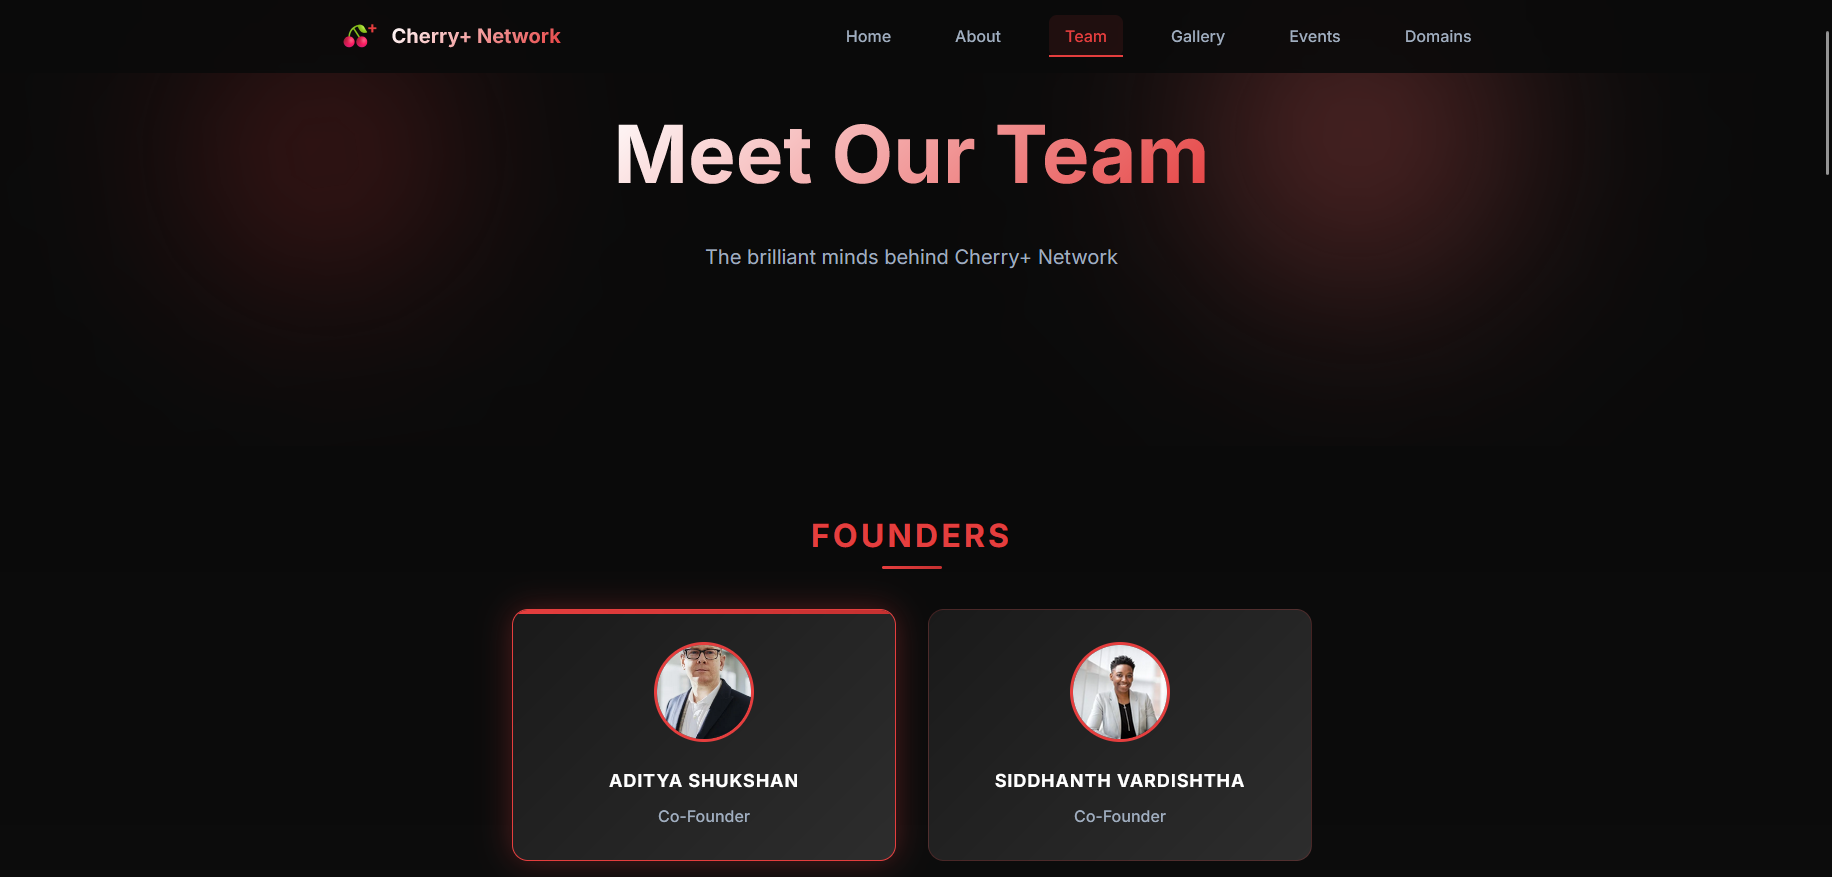 Cherry+ Network
Home
About
Team
Gallery
Events
Domains
Meet Our Team
The brilliant minds behind Cherry+ Network
FOUNDERS
ADITYA SHUKSHAN
Co-Founder
SIDDHANTH VARDISHTHA
Co-Founder